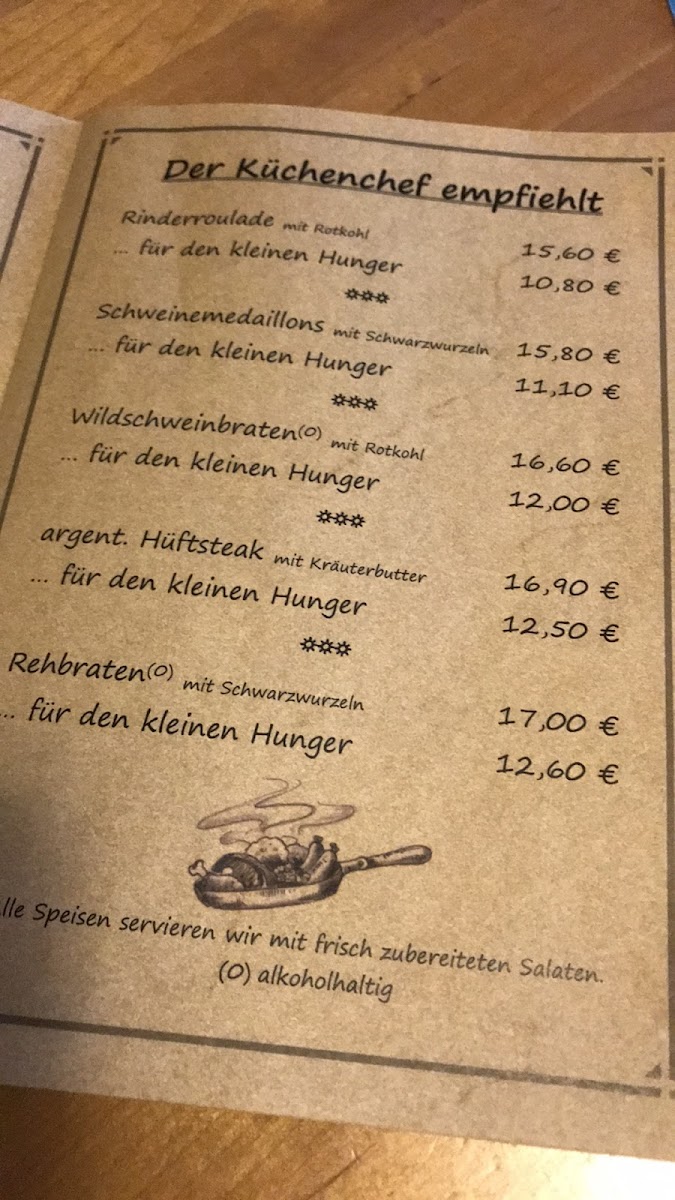 Der Küchenchef empfiehlt
Rinderroulade mit Rotkohl 15,60 €
... für den kleinen Hunger 10,80 €
Schweinemedaillons mit Schwarzwurzeln 15,80 €
... für den kleinen Hunger 11,10 €
Wildschweinbraten(O) mit Rotkohl 16,60 €
... für den kleinen Hunger 12,00 €
argent. Hüftsteak mit Kräuterbutter 16,90 €
... für den kleinen Hunger 12,50 €
Rehbraten(O) mit Schwarzwurzeln 17,00 €
... für den kleinen Hunger 12,60 €
lle Speisen servieren wir mit frisch zubereiteten Salaten.
(O) alkoholhaltig